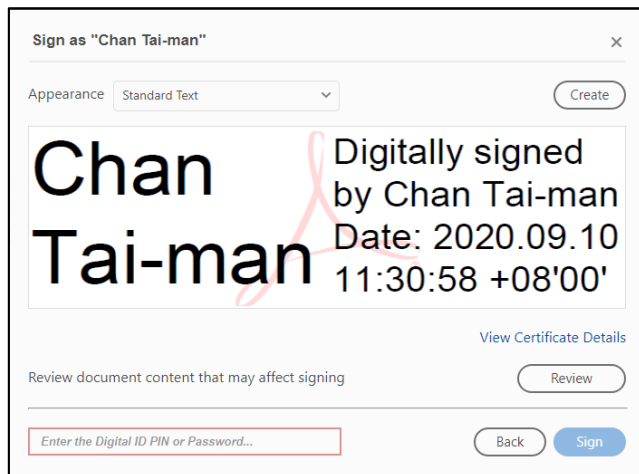 Sign as "Chan Tai-man"
×
Appearance Standard Text Create
Chan
Tai-man
Digitally signed
by Chan Tai-man
Date: 2020.09.10
11:30:58 +08'00'
View Certificate Details
Review document content that may affect signing Review
Enter the Digital ID PIN or Password... Back Sign